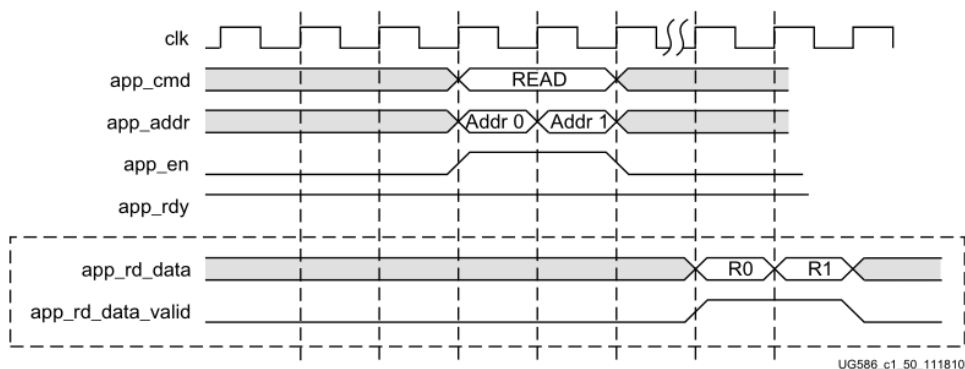 clk
app_cmd READ
app_addr Addr 0 Addr 1
app_en
app_rdy
app_rd_data R0 R1
app_rd_data_valid
UG586_c1_50_111810